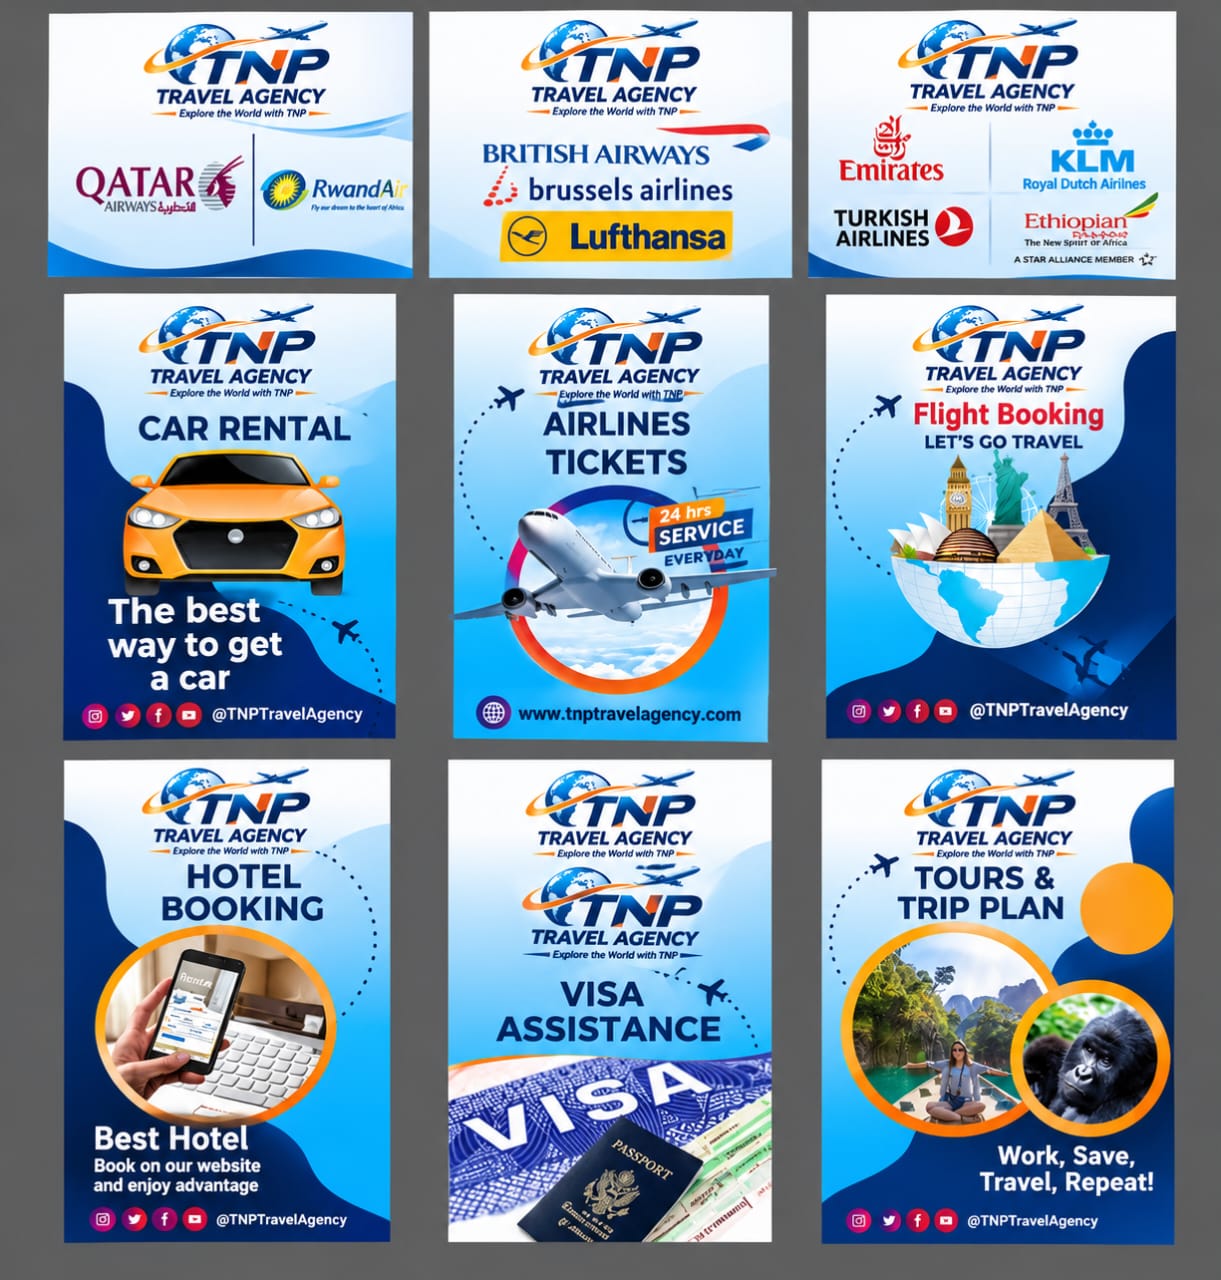 TNP
TRAVEL AGENCY
Explore the World with TNP
QATAR
AIRWAYS القطرية
RwandAir
Fly our dream to the heart of Africa
TNP
TRAVEL AGENCY
Explore the World with TNP
BRITISH AIRWAYS
brussels airlines
Lufthansa
TNP
TRAVEL AGENCY
Explore the World with TNP
Emirates
KLM
Royal Dutch Airlines
TURKISH
AIRLINES
Ethiopian
The New Spirit of Africa
A STAR ALLIANCE MEMBER
TNP
TRAVEL AGENCY
Explore the World with TNP
CAR RENTAL
The best
way to get
a car
@TNPTravelAgency
TNP
TRAVEL AGENCY
Explore the World with TNP
AIRLINES
TICKETS
24 hrs
SERVICE
EVERYDAY
www.tnptravelagency.com
TNP
TRAVEL AGENCY
Explore the World with TNP
Flight Booking
LET'S GO TRAVEL
@TNPTravelAgency
TNP
TRAVEL AGENCY
Explore the World with TNP
HOTEL
BOOKING
Best Hotel
Book on our website
and enjoy advantage
@TNPTravelAgency
TNP
TRAVEL AGENCY
Explore the World with TNP
TNP
TRAVEL AGENCY
Explore the World with TNP
VISA
ASSISTANCE
VISA
PASSPORT
TNP
TRAVEL AGENCY
Explore the World with TNP
TOURS &
TRIP PLAN
Work, Save,
Travel, Repeat!
@TNPTravelAgency